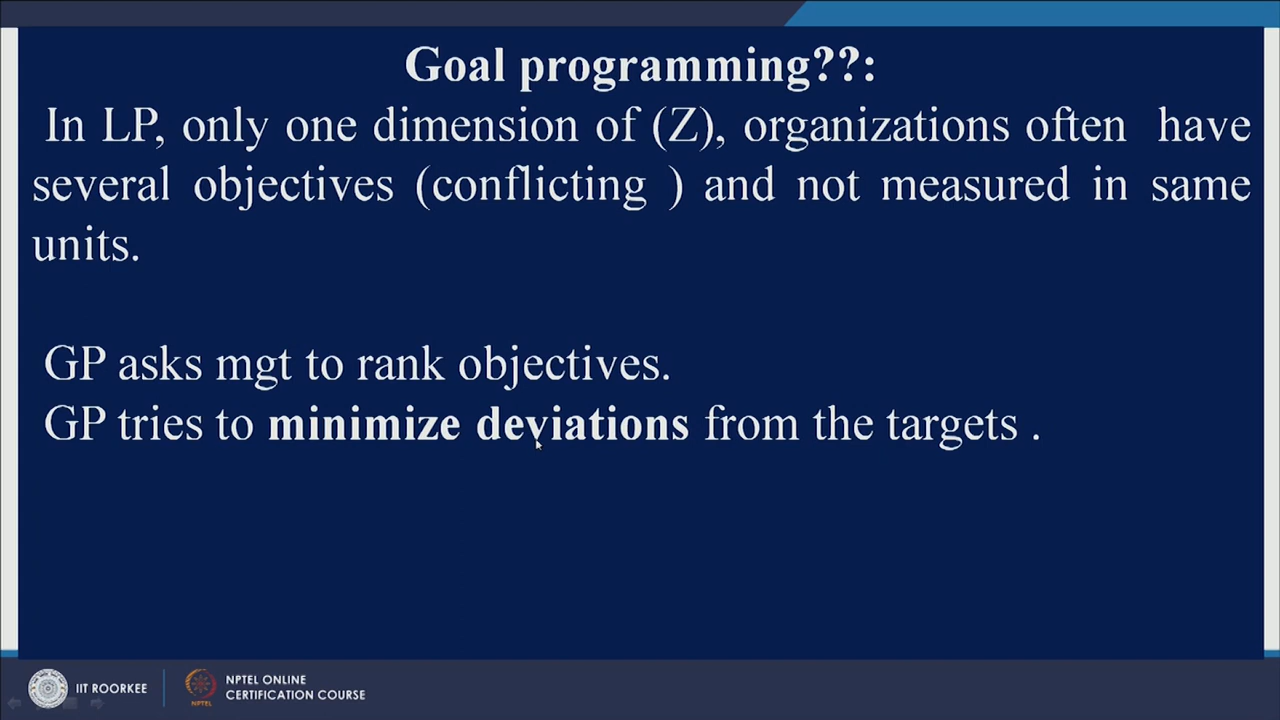 Goal programming??:
In LP, only one dimension of (Z), organizations often have
several objectives (conflicting ) and not measured in same
units.
GP asks mgt to rank objectives.
GP tries to minimize deviations from the targets .
IIT ROORKEE
NPTEL ONLINE
CERTIFICATION COURSE
NPTEL